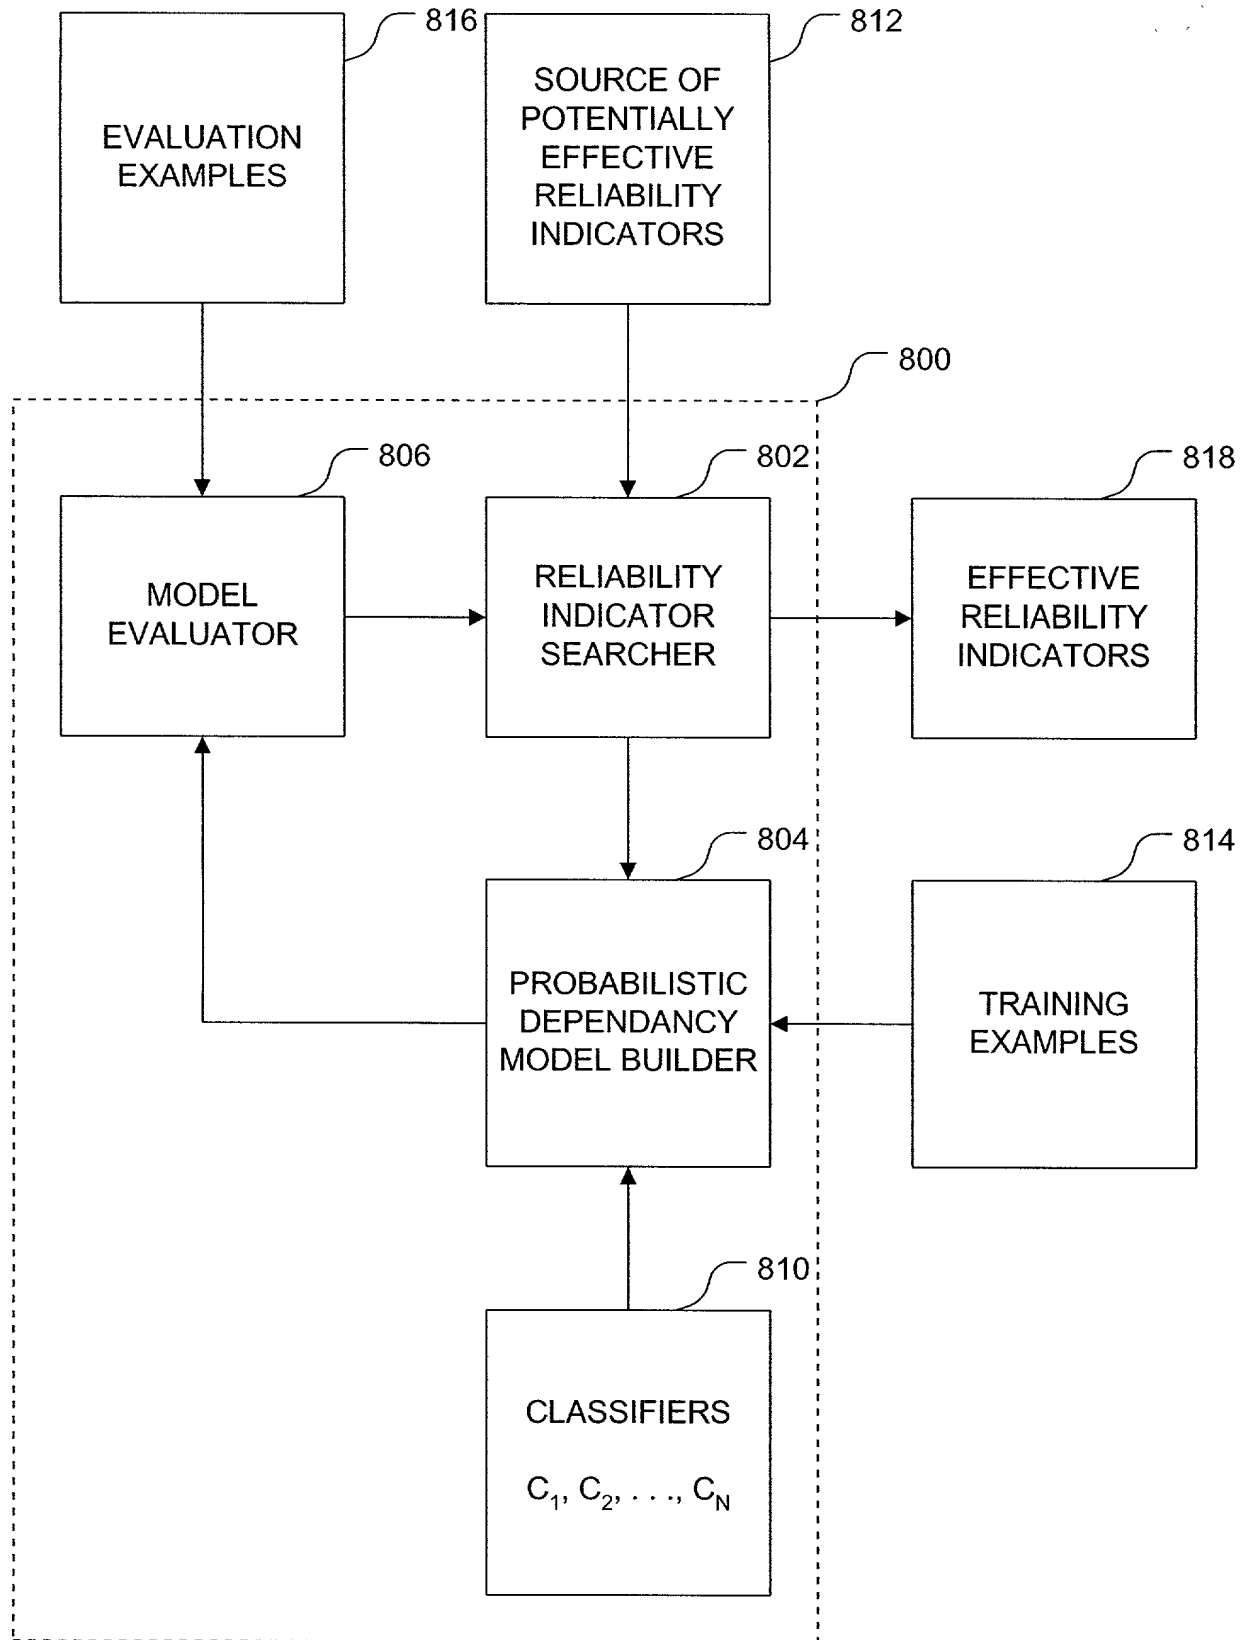 816
EVALUATION
EXAMPLES
812
SOURCE OF
POTENTIALLY
EFFECTIVE
RELIABILITY
INDICATORS
800
806
MODEL
EVALUATOR
802
RELIABILITY
INDICATOR
SEARCHER
818
EFFECTIVE
RELIABILITY
INDICATORS
804
PROBABILISTIC
DEPENDANCY
MODEL BUILDER
814
TRAINING
EXAMPLES
810
CLASSIFIERS
C₁, C₂, . . ., C_N